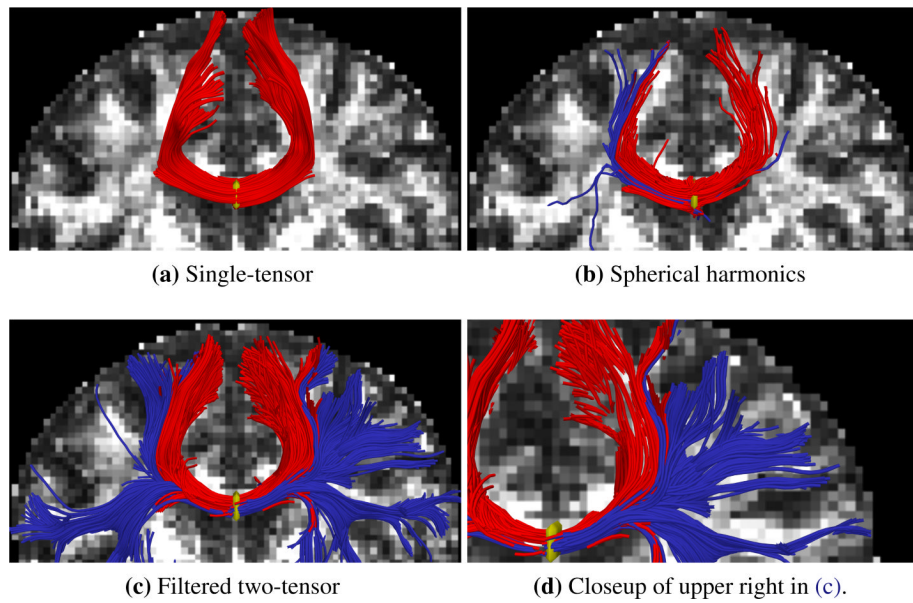 (a) Single-tensor
(b) Spherical harmonics
(c) Filtered two-tensor
(d) Closeup of upper right in (c).